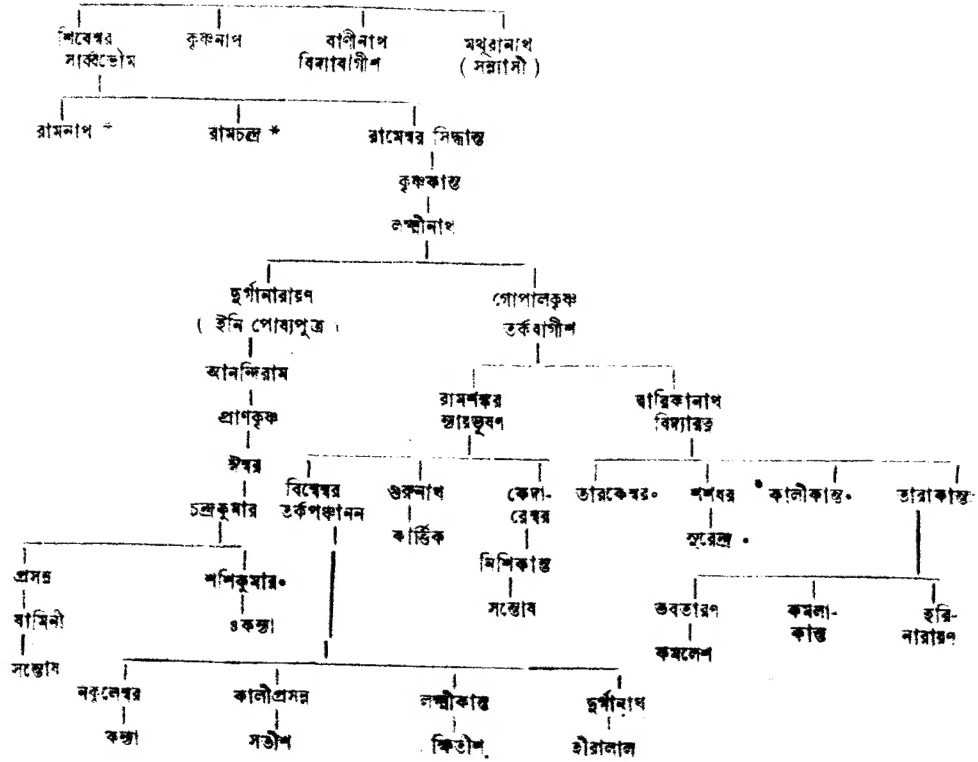 শিবেশ্বর কৃষ্ণনাথ বাণীনাথ মথুরানাথ
সার্ব্বভৌম বিদ্যাবাগীশ ( সন্ন্যাসী )
রামনাথ * রামচন্দ্র * রামেশ্বর সিদ্ধান্ত
কৃষ্ণকান্ত
লক্ষ্মীনাথ
দুর্গানারায়ণ গোপালকৃষ্ণ
( ইনি পোষ্যপুত্র ) তর্কবাগীশ
আনন্দিরাম
রামশঙ্কর দ্বারিকানাথ
ন্যায়ভূষণ বিদ্যারত্ন
প্রাণকৃষ্ণ
ঈশ্বর
বিশ্বেশ্বর গুরুনাথ কেদা- তারকেশ্বর * শশধর কালীকান্ত * তারাকান্ত
তর্কপঞ্চানন রেশ্বর
চন্দ্রকুমার
কার্ত্তিক সুরেন্দ্র *
নিশিকান্ত
প্রসন্ন শশিকুমার *
সন্তোষ
যামিনী ৪কন্যা
ভবতারণ কমলা- হরি-
কান্ত নারায়ণ
কমলেশ
সন্তোষ
নকুলেশ্বর কালীপ্রসন্ন লক্ষ্মীকান্ত দুর্গানাথ
কন্যা সতীশ ক্ষিতীশ হীরালাল